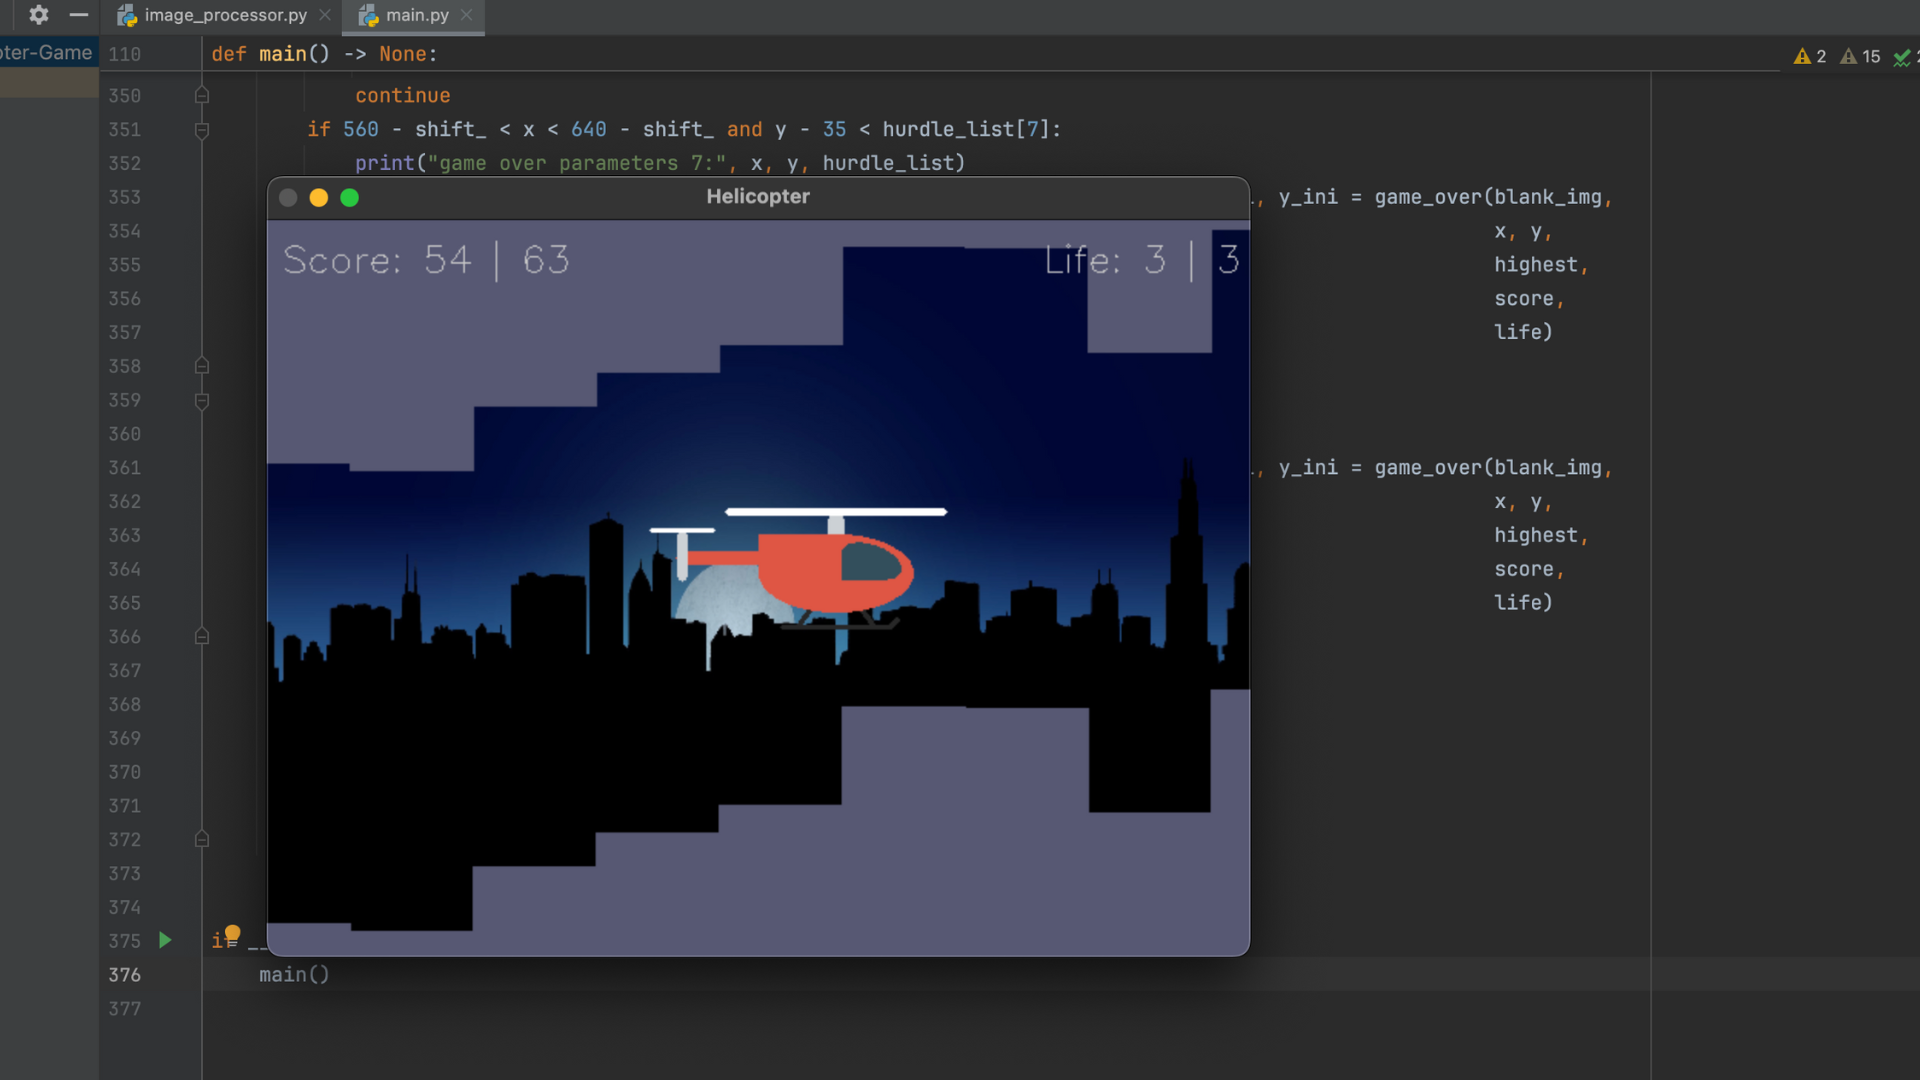 image_processor.py
main.py
pter-Game
110 def main() -> None:
2 15 2
350 continue
351 if 560 - shift_ < x < 640 - shift_ and y - 35 < hurdle_list[7]:
352 print("game over parameters 7:", x, y, hurdle_list)
Helicopter
353 , y_ini = game_over(blank_img,
354 x, y,
Score: 54 | 63
Life: 3 | 3
355 highest,
356 score,
357 life)
358
359
360
361 , y_ini = game_over(blank_img,
362 x, y,
363 highest,
364 score,
365 life)
366
367
368
369
370
371
372
373
374
375 if __
376 main()
377